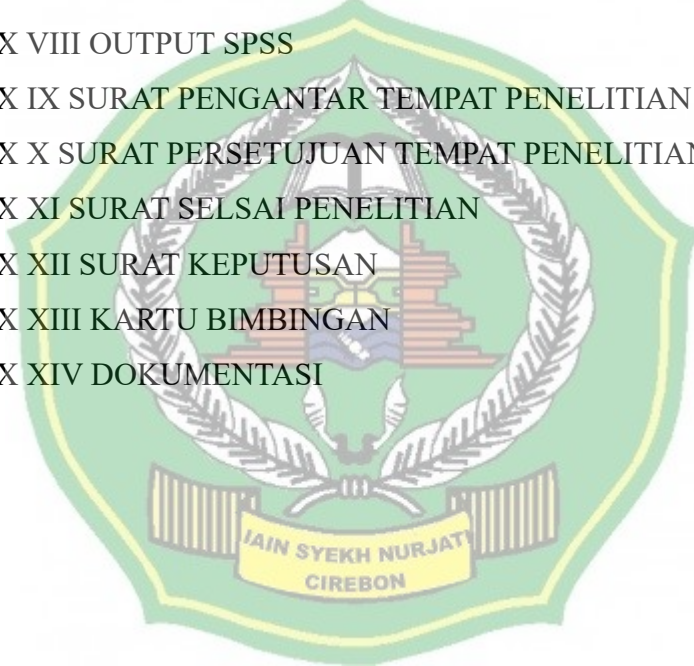 X VIII OUTPUT SPSS
X IX SURAT PENGANTAR TEMPAT PENELITIAN
X X SURAT PERSETUJUAN TEMPAT PENELITIAN
X XI SURAT SELSAI PENELITIAN
X XII SURAT KEPUTUSAN
X XIII KARTU BIMBINGAN
X XIV DOKUMENTASI
IAIN SYEKH NURJATI
CIREBON